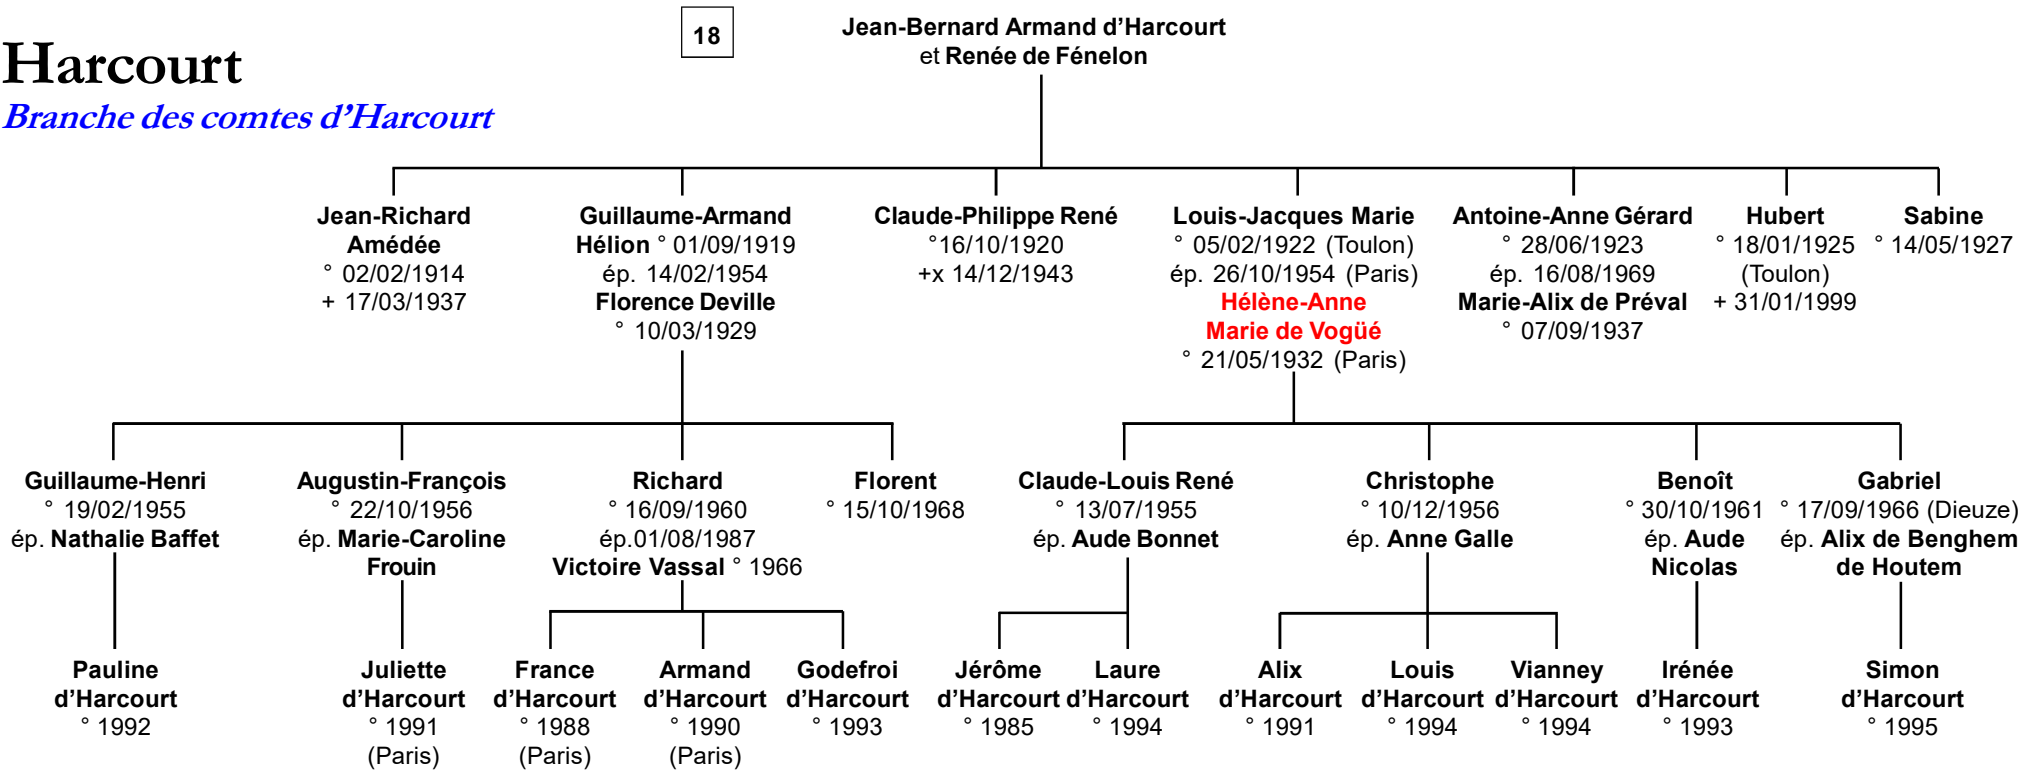 18
Jean-Bernard Armand d’Harcourt
et Renée de Fénelon
Harcourt
Branche des comtes d’Harcourt
Jean-Richard
Amédée
° 02/02/1914
+ 17/03/1937
Guillaume-Armand
Hélion ° 01/09/1919
ép. 14/02/1954
Florence Deville
° 10/03/1929
Claude-Philippe René
°16/10/1920
+x 14/12/1943
Louis-Jacques Marie
° 05/02/1922 (Toulon)
ép. 26/10/1954 (Paris)
Hélène-Anne
Marie de Vogüé
° 21/05/1932 (Paris)
Antoine-Anne Gérard
° 28/06/1923
ép. 16/08/1969
Marie-Alix de Préval
° 07/09/1937
Hubert
° 18/01/1925
(Toulon)
+ 31/01/1999
Sabine
° 14/05/1927
Guillaume-Henri
° 19/02/1955
ép. Nathalie Baffet
Augustin-François
° 22/10/1956
ép. Marie-Caroline
Frouin
Richard
° 16/09/1960
ép.01/08/1987
Victoire Vassal ° 1966
Florent
° 15/10/1968
Claude-Louis René
° 13/07/1955
ép. Aude Bonnet
Christophe
° 10/12/1956
ép. Anne Galle
Benoît
° 30/10/1961
ép. Aude
Nicolas
Gabriel
° 17/09/1966 (Dieuze)
ép. Alix de Benghem
de Houtem
Pauline
d’Harcourt
° 1992
Juliette
d’Harcourt
° 1991
(Paris)
France
d’Harcourt
° 1988
(Paris)
Armand
d’Harcourt
° 1990
(Paris)
Godefroi
d’Harcourt
° 1993
Jérôme
d’Harcourt
° 1985
Laure
d’Harcourt
° 1994
Alix
d’Harcourt
° 1991
Louis
d’Harcourt
° 1994
Vianney
d’Harcourt
° 1994
Irénée
d’Harcourt
° 1993
Simon
d’Harcourt
° 1995